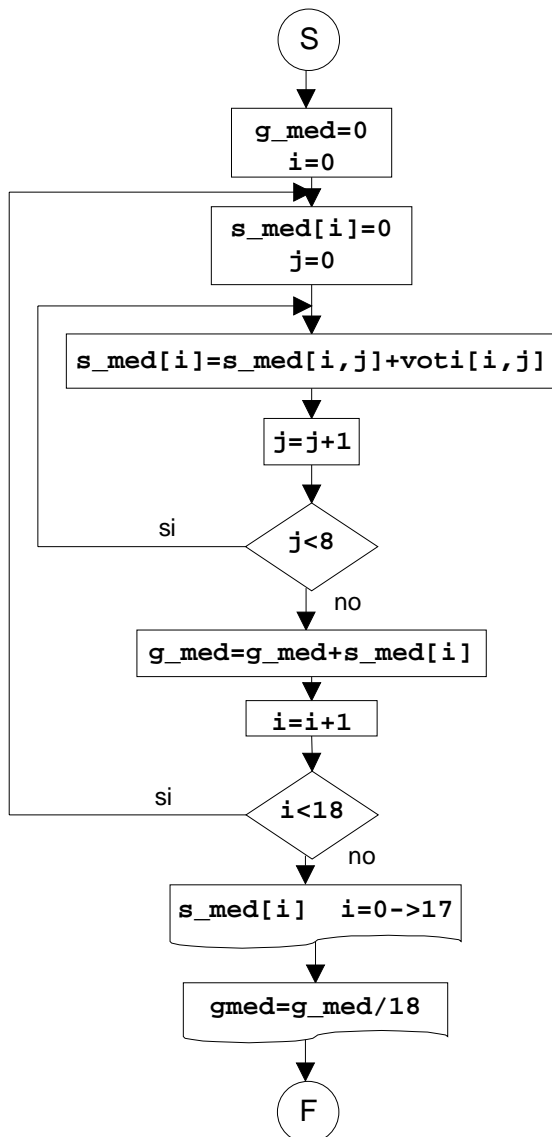 S
g_med=0
i=0
s_med[i]=0
j=0
s_med[i]=s_med[i,j]+voti[i,j]
j=j+1
si
j<8
no
g_med=g_med+s_med[i]
i=i+1
si
i<18
no
s_med[i] i=0->17
gmed=g_med/18
F